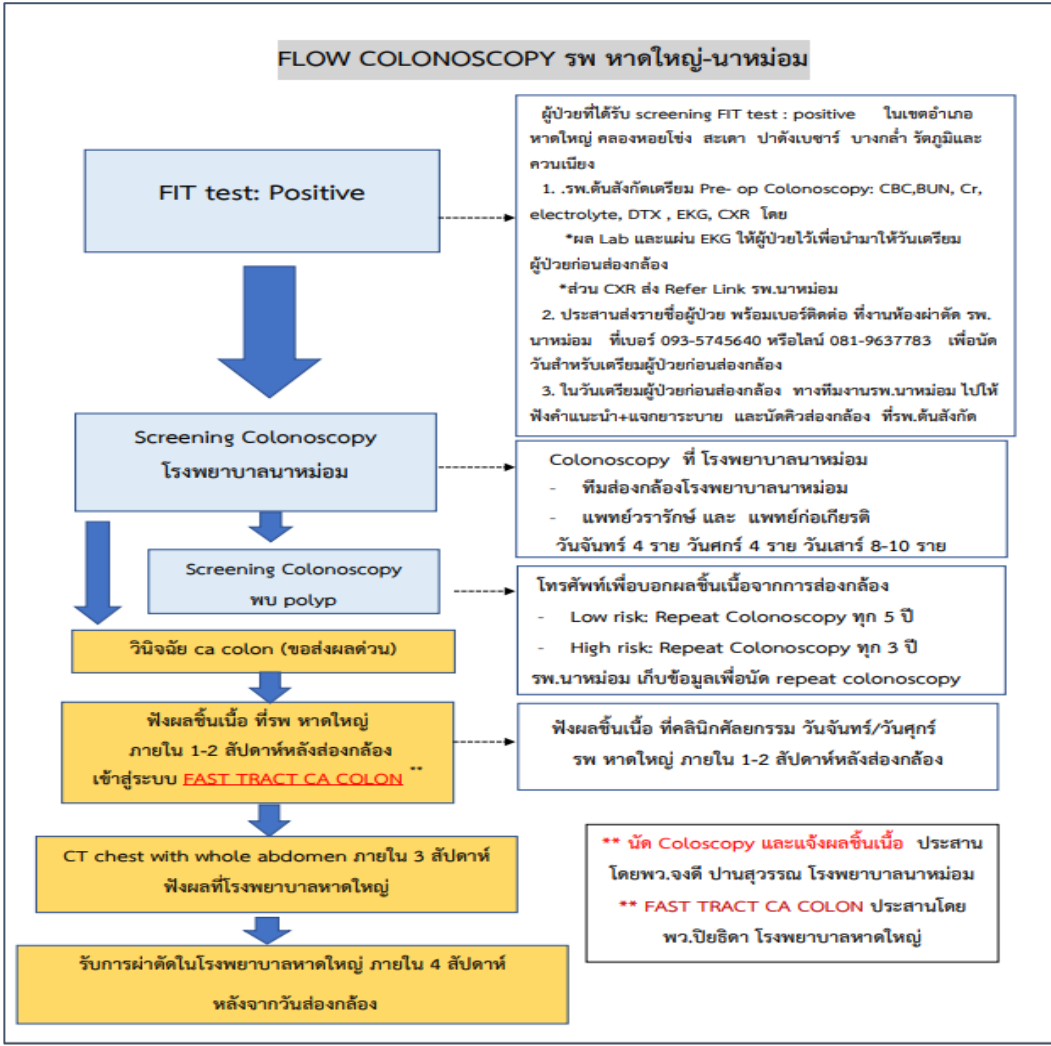 FLOW COLONOSCOPY รพ หาดใหญ่-นาหม่อม
FIT test: Positive
ผู้ป่วยที่ได้รับ screening FIT test : positive ในเขตอำเภอ
หาดใหญ่ คลองหอยโข่ง สะเดา ปาดังเบซาร์ บางกล่ำ รัตภูมิและ
ควนเนียง
1. .รพ.ต้นสังกัดเตรียม Pre- op Colonoscopy: CBC,BUN, Cr,
electrolyte, DTX , EKG, CXR โดย
*ผล Lab และแผ่น EKG ให้ผู้ป่วยไว้เพื่อนำมาให้วันเตรียม
ผู้ป่วยก่อนส่องกล้อง
*ส่วน CXR ส่ง Refer Link รพ.นาหม่อม
2. ประสานส่งรายชื่อผู้ป่วย พร้อมเบอร์ติดต่อ ที่งานห้องผ่าตัด รพ.
นาหม่อม ที่เบอร์ 093-5745640 หรือไลน์ 081-9637783 เพื่อนัด
วันสำหรับเตรียมผู้ป่วยก่อนส่องกล้อง
3. ในวันเตรียมผู้ป่วยก่อนส่องกล้อง ทางทีมงานรพ.นาหม่อม ไปให้
ฟังคำแนะนำ+แจกยาระบาย และนัดคิวส่องกล้อง ที่รพ.ต้นสังกัด
Screening Colonoscopy
โรงพยาบาลนาหม่อม
Colonoscopy ที่ โรงพยาบาลนาหม่อม
- ทีมส่องกล้องโรงพยาบาลนาหม่อม
- แพทย์วรารักษ์ และ แพทย์ก่อเกียรติ
วันจันทร์ 4 ราย วันศกร์ 4 ราย วันเสาร์ 8-10 ราย
Screening Colonoscopy
พบ polyp
โทรศัพท์เพื่อบอกผลชิ้นเนื้อจากการส่องกล้อง
- Low risk: Repeat Colonoscopy ทุก 5 ปี
- High risk: Repeat Colonoscopy ทุก 3 ปี
รพ.นาหม่อม เก็บข้อมูลเพื่อนัด repeat colonoscopy
วินิจฉัย ca colon (ขอส่งผลด่วน)
ฟังผลชิ้นเนื้อ ที่รพ หาดใหญ่
ภายใน 1-2 สัปดาห์หลังส่องกล้อง
เข้าสู่ระบบ FAST TRACT CA COLON **
ฟังผลชิ้นเนื้อ ที่คลินิกศัลยกรรม วันจันทร์/วันศุกร์
รพ หาดใหญ่ ภายใน 1-2 สัปดาห์หลังส่องกล้อง
CT chest with whole abdomen ภายใน 3 สัปดาห์
ฟังผลที่โรงพยาบาลหาดใหญ่
** นัด Coloscopy และแจ้งผลชิ้นเนื้อ ประสาน
โดยพว.จงดี ปานสุวรรณ โรงพยาบาลนาหม่อม
** FAST TRACT CA COLON ประสานโดย
พว.ปิยธิดา โรงพยาบาลหาดใหญ่
รับการผ่าตัดในโรงพยาบาลหาดใหญ่ ภายใน 4 สัปดาห์
หลังจากวันส่องกล้อง